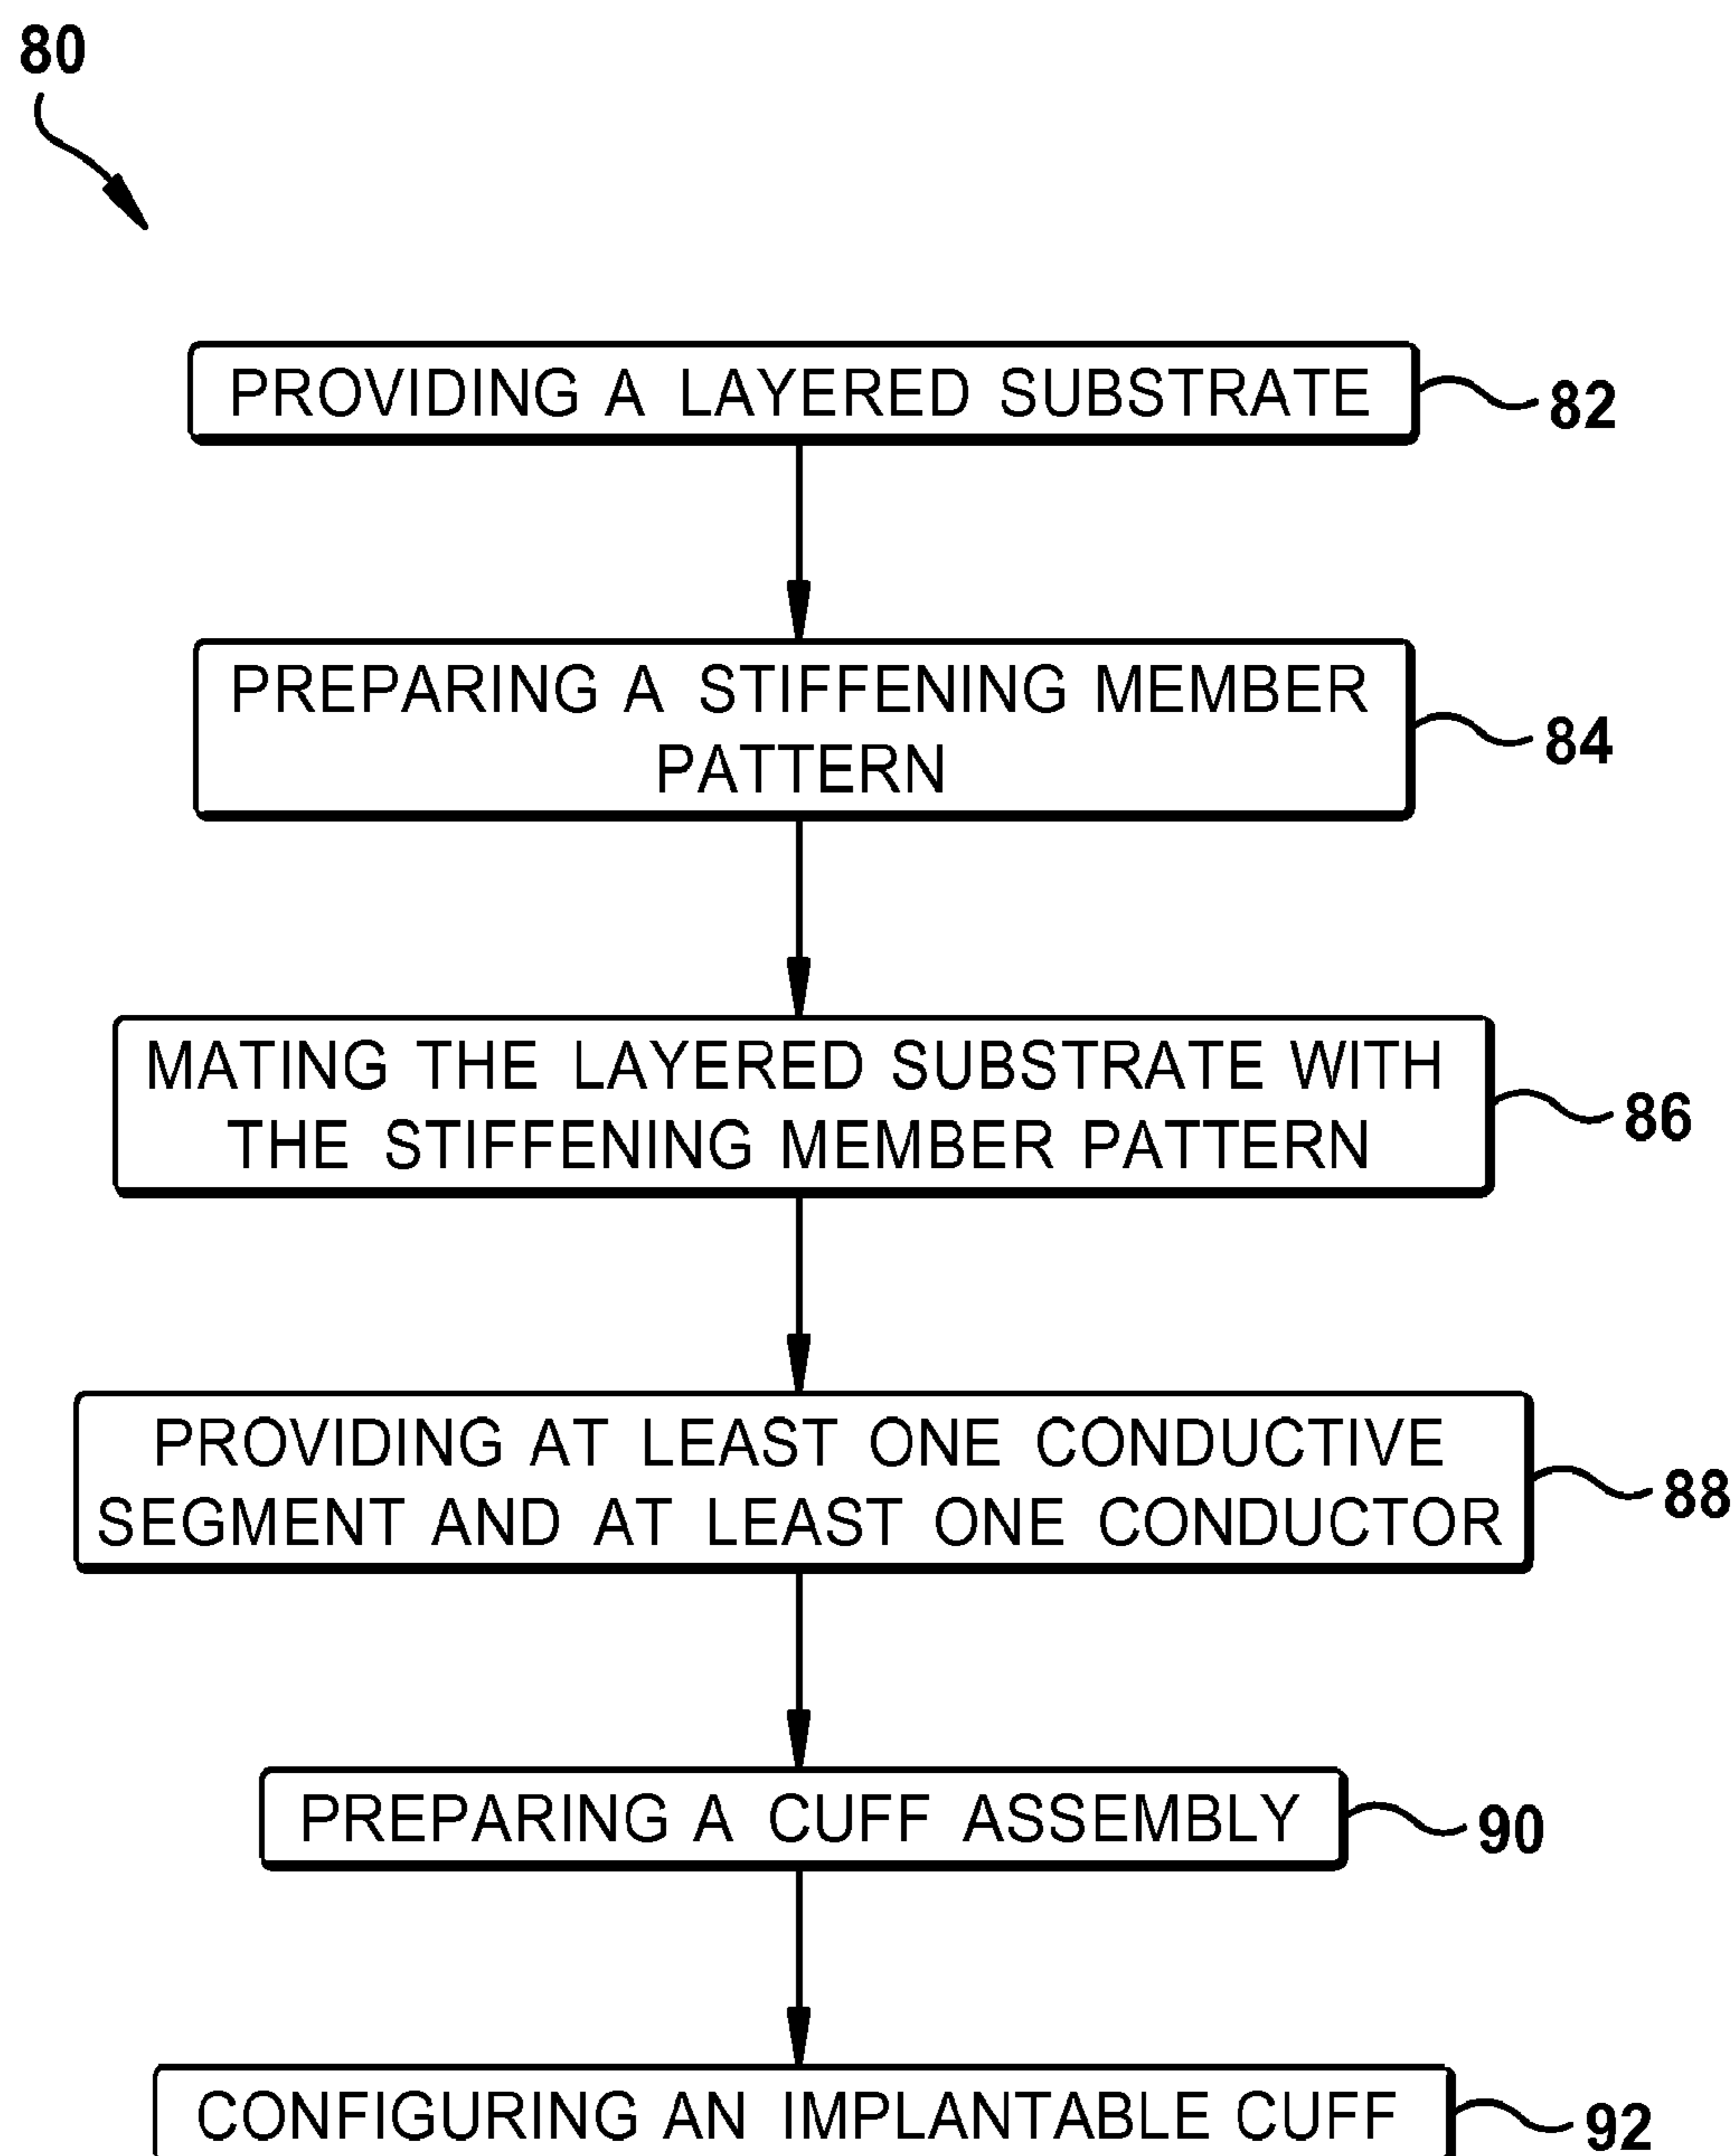 80
PROVIDING A LAYERED SUBSTRATE
82
PREPARING A STIFFENING MEMBER
PATTERN
84
MATING THE LAYERED SUBSTRATE WITH
THE STIFFENING MEMBER PATTERN
86
PROVIDING AT LEAST ONE CONDUCTIVE
SEGMENT AND AT LEAST ONE CONDUCTOR
88
PREPARING A CUFF ASSEMBLY
90
CONFIGURING AN IMPLANTABLE CUFF
92